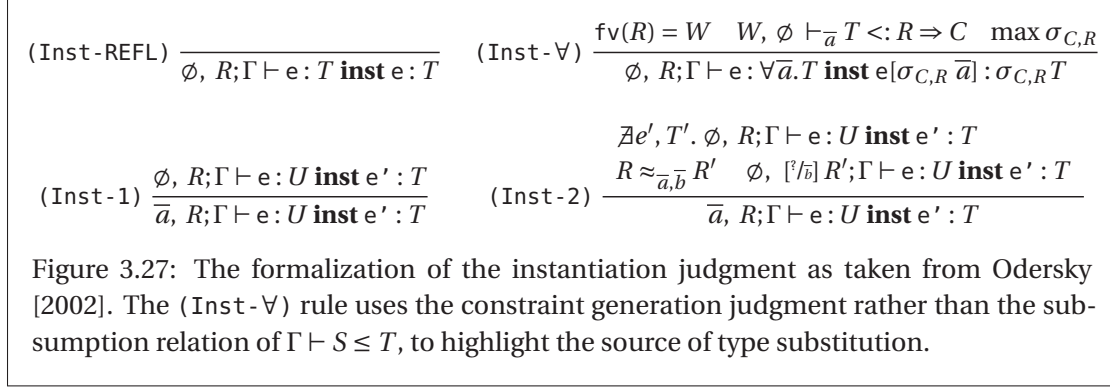 (Inst-REFL) ∅, R;Γ ⊢ e : T inst e : T
(Inst-∀) fv(R) = W   W, ∅ ⊢_a̅ T <: R ⇒ C   max σ_{C,R}
∅, R;Γ ⊢ e : ∀a̅.T inst e[σ_{C,R} a̅] : σ_{C,R}T
(Inst-1) ∅, R;Γ ⊢ e : U inst e' : T
a̅, R;Γ ⊢ e : U inst e' : T
(Inst-2) ∄e′, T′. ∅, R;Γ ⊢ e : U inst e' : T
R ≈_{a̅,b̅} R′   ∅, [?/b̅] R′;Γ ⊢ e : U inst e' : T
a̅, R;Γ ⊢ e : U inst e' : T
Figure 3.27: The formalization of the instantiation judgment as taken from Odersky
[2002]. The (Inst-∀) rule uses the constraint generation judgment rather than the sub-
sumption relation of Γ ⊢ S ≤ T, to highlight the source of type substitution.